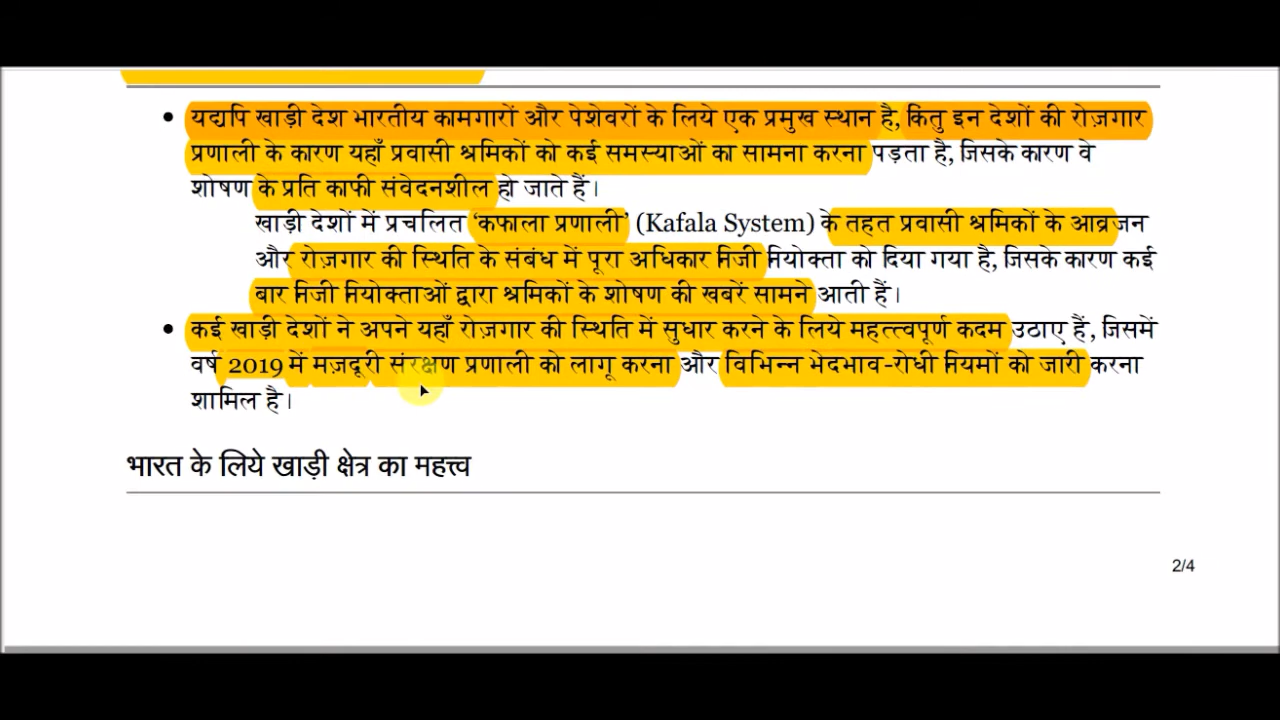 यद्यपि खाड़ी देश भारतीय कामगारों और पेशेवरों के लिये एक प्रमुख स्थान है, किंतु इन देशों की रोज़गार
प्रणाली के कारण यहाँ प्रवासी श्रमिकों को कई समस्याओं का सामना करना पड़ता है, जिसके कारण वे
शोषण के प्रति काफी संवेदनशील हो जाते हैं।
खाड़ी देशों में प्रचलित ‘कफाला प्रणाली’ (Kafala System) के तहत प्रवासी श्रमिकों के आव्रजन
और रोज़गार की स्थिति के संबंध में पूरा अधिकार निजी नियोक्ता को दिया गया है, जिसके कारण कई
बार निजी नियोक्ताओं द्वारा श्रमिकों के शोषण की खबरें सामने आती हैं।
कई खाड़ी देशों ने अपने यहाँ रोज़गार की स्थिति में सुधार करने के लिये महत्त्वपूर्ण कदम उठाए हैं, जिसमें
वर्ष 2019 में मज़दूरी संरक्षण प्रणाली को लागू करना और विभिन्न भेदभाव-रोधी नियमों को जारी करना
शामिल है।
भारत के लिये खाड़ी क्षेत्र का महत्त्व
2/4